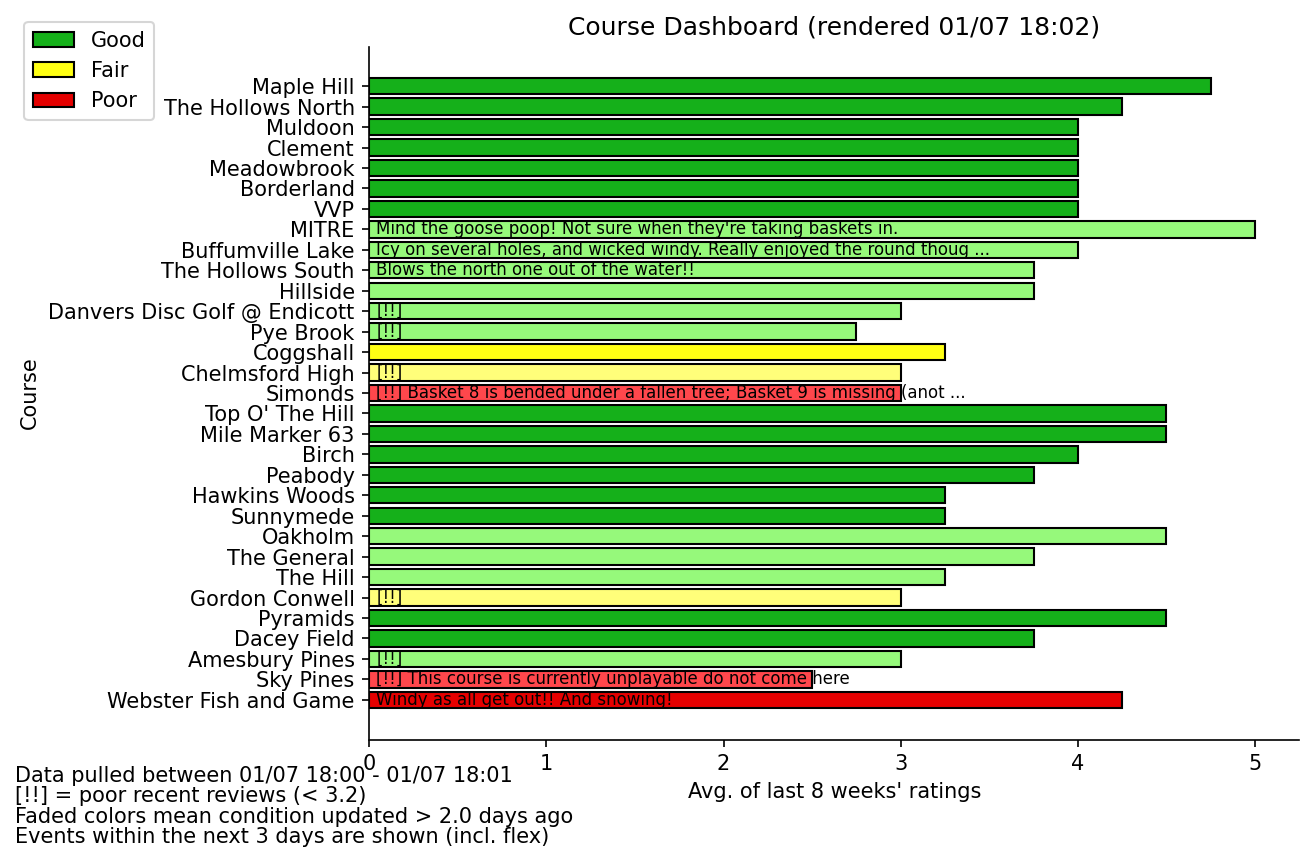 Course Dashboard (rendered 01/07 18:02)
Good
Fair
Poor
Course
Maple Hill
The Hollows North
Muldoon
Clement
Meadowbrook
Borderland
VVP
MITRE Mind the goose poop! Not sure when they're taking baskets in.
Buffumville Lake Icy on several holes, and wicked windy. Really enjoyed the round thoug ...
The Hollows South Blows the north one out of the water!!
Hillside
Danvers Disc Golf @ Endicott [!!]
Pye Brook [!!]
Coggshall
Chelmsford High [!!]
Simonds [!!] Basket 8 is bended under a fallen tree; Basket 9 is missing (anot ...
Top O' The Hill
Mile Marker 63
Birch
Peabody
Hawkins Woods
Sunnymede
Oakholm
The General
The Hill
Gordon Conwell [!!]
Pyramids
Dacey Field
Amesbury Pines [!!]
Sky Pines [!!] This course is currently unplayable do not come here
Webster Fish and Game Windy as all get out!! And snowing!
0 1 2 3 4 5
Avg. of last 8 weeks' ratings
Data pulled between 01/07 18:00 - 01/07 18:01
[!!] = poor recent reviews (< 3.2)
Faded colors mean condition updated > 2.0 days ago
Events within the next 3 days are shown (incl. flex)